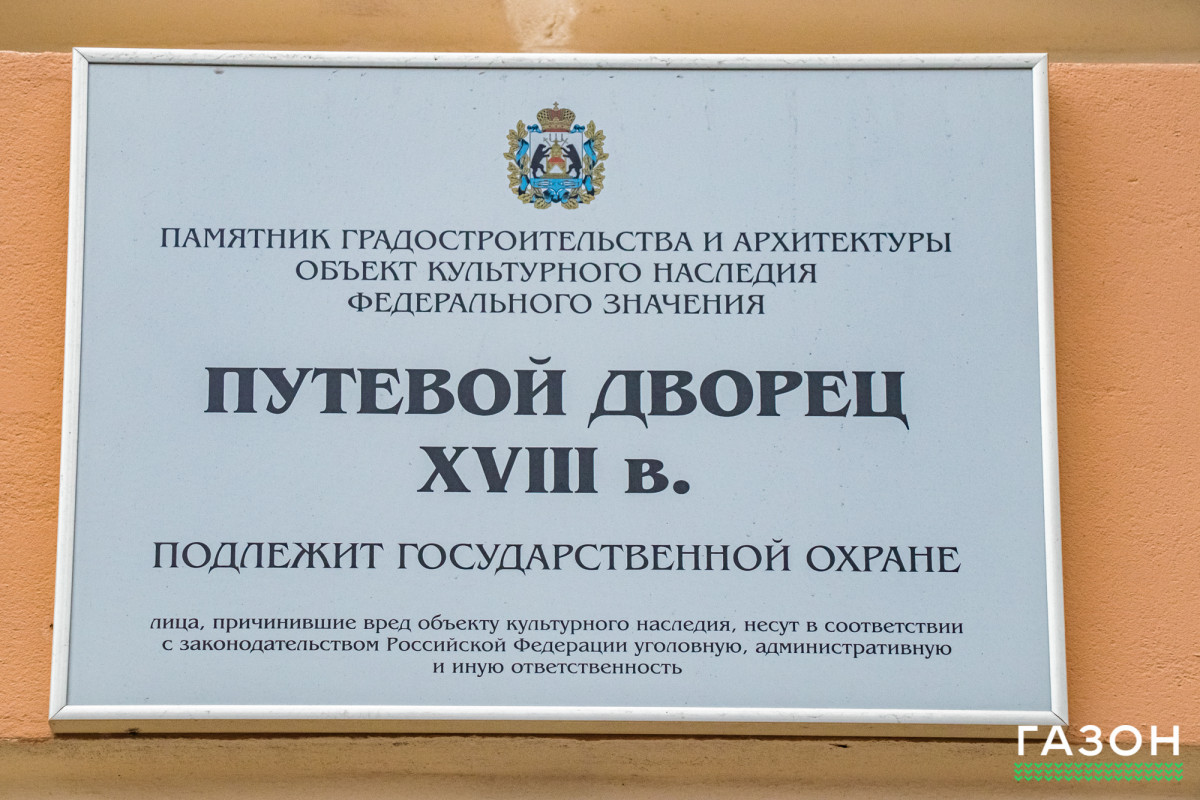 ПАМЯТНИК ГРАДОСТРОИТЕЛЬСТВА И АРХИТЕКТУРЫ
ОБЪЕКТ КУЛЬТУРНОГО НАСЛЕДИЯ
ФЕДЕРАЛЬНОГО ЗНАЧЕНИЯ
ПУТЕВОЙ ДВОРЕЦ
XVIII в.
ПОДЛЕЖИТ ГОСУДАРСТВЕННОЙ ОХРАНЕ
лица, причинившие вред объекту культурного наследия, несут в соответствии
с законодательством Российской Федерации уголовную, административную
и иную ответственность
ГАЗОН